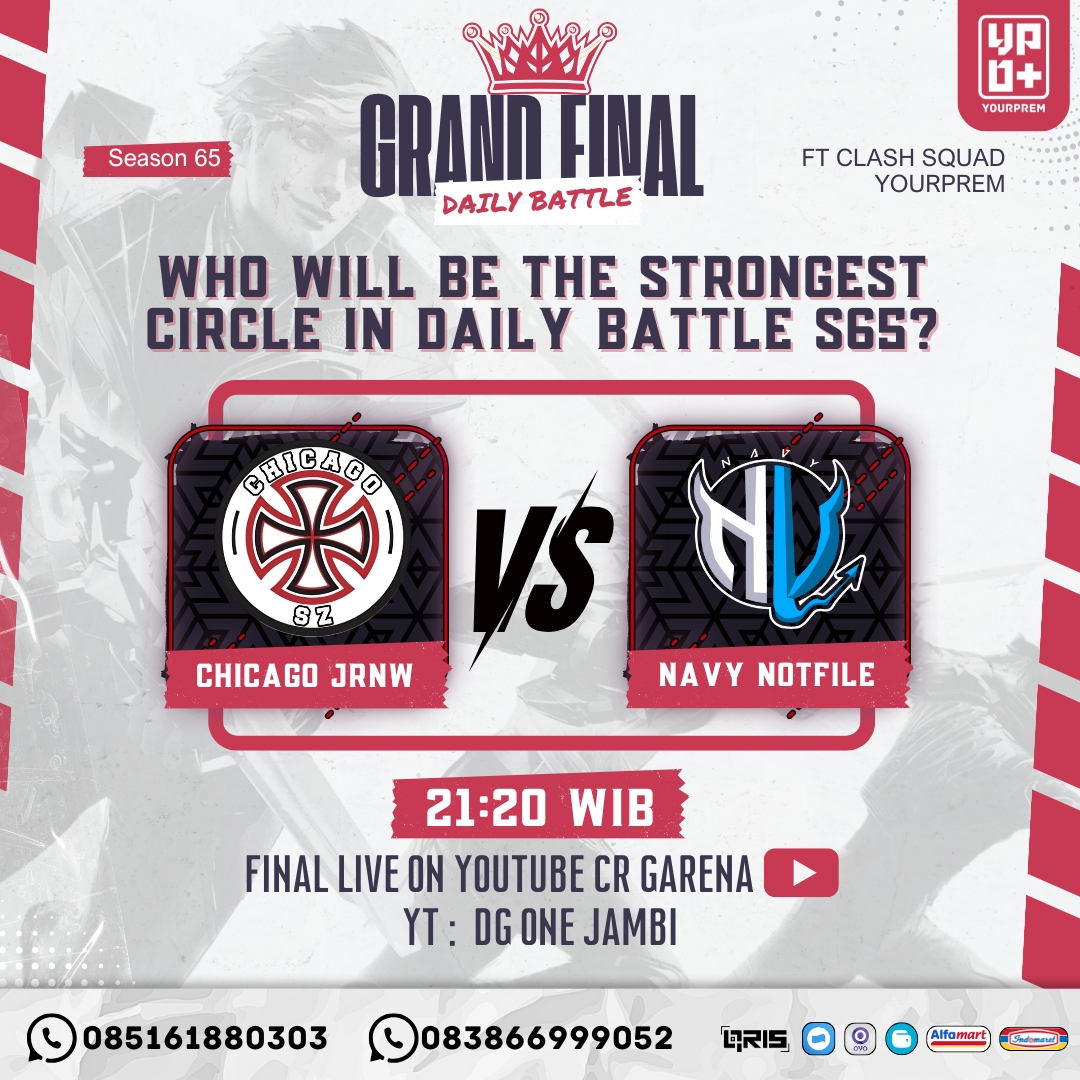 GRAND FINAL
DAILY BATTLE
Season 65
YP
D+
YOURPREM
FT CLASH SQUAD
YOURPREM
WHO WILL BE THE STRONGEST
CIRCLE IN DAILY BATTLE S65?
CHICAGO
SZ
CHICAGO JRNW
VS
NAVY
NV
NAVY NOTFILE
21:20 WIB
FINAL LIVE ON YOUTUBE CR GARENA
YT : DG ONE JAMBI
085161880303
083866999052
QRIS
OVO
Alfamart
Indomaret